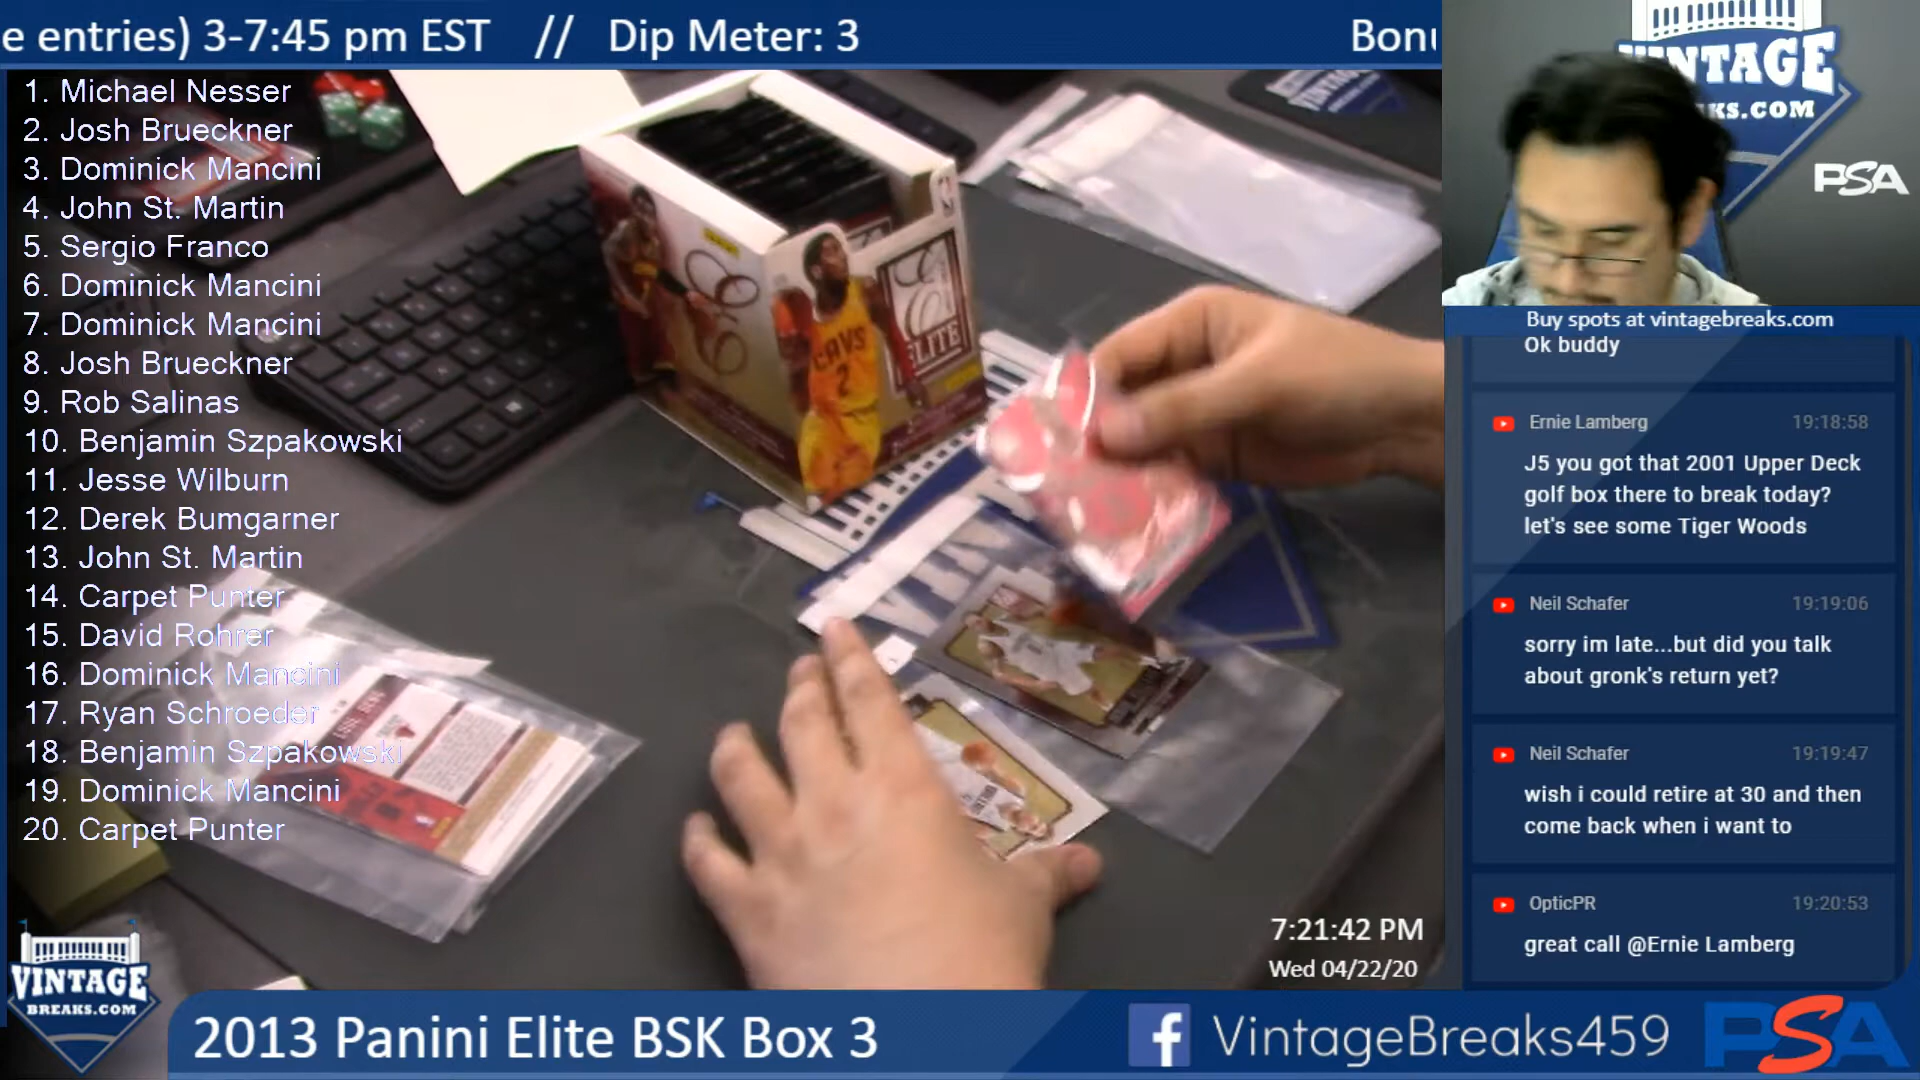 e entries) 3-7:45 pm EST // Dip Meter: 3 Bonu
1. Michael Nesser
2. Josh Brueckner
3. Dominick Mancini
4. John St. Martin
5. Sergio Franco
6. Dominick Mancini
7. Dominick Mancini
8. Josh Brueckner
9. Rob Salinas
10. Benjamin Szpakowski
11. Jesse Wilburn
12. Derek Bumgarner
13. John St. Martin
14. Carpet Punter
15. David Rohrer
16. Dominick Mancini
17. Ryan Schroeder
18. Benjamin Szpakowski
19. Dominick Mancini
20. Carpet Punter
CAVS
2
ELITE
VINTAGE
KS.COM
PSA
Buy spots at vintagebreaks.com
Ok buddy
Ernie Lamberg 19:18:58
J5 you got that 2001 Upper Deck
golf box there to break today?
let's see some Tiger Woods
Neil Schafer 19:19:06
sorry im late...but did you talk
about gronk's return yet?
Neil Schafer 19:19:47
wish i could retire at 30 and then
come back when i want to
OpticPR 19:20:53
great call @Ernie Lamberg
7:21:42 PM
Wed 04/22/20
VINTAGE
BREAKS.COM
2013 Panini Elite BSK Box 3
f VintageBreaks459
PSA